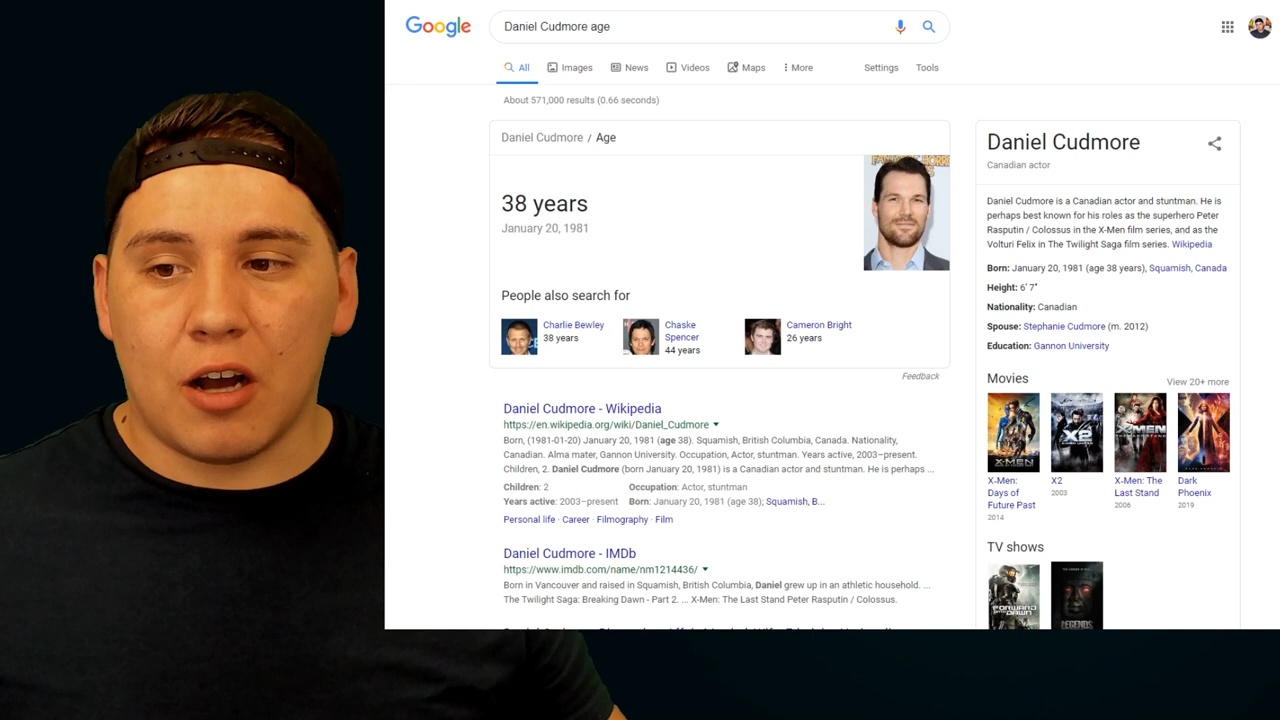 Google
Daniel Cudmore age
All Images News Videos Maps More Settings Tools
About 571,000 results (0.66 seconds)
Daniel Cudmore / Age
38 years
January 20, 1981
People also search for
Charlie Bewley
38 years
Chaske
Spencer
44 years
Cameron Bright
26 years
Feedback
Daniel Cudmore - Wikipedia
https://en.wikipedia.org/wiki/Daniel_Cudmore
Born, (1981-01-20) January 20, 1981 (age 38). Squamish, British Columbia, Canada. Nationality,
Canadian. Alma mater, Gannon University. Occupation, Actor, stuntman. Years active, 2003–present.
Children, 2. Daniel Cudmore (born January 20, 1981) is a Canadian actor and stuntman. He is perhaps ...
Children: 2 Occupation: Actor, stuntman
Years active: 2003–present Born: January 20, 1981 (age 38); Squamish, B...
Personal life · Career · Filmography · Film
Daniel Cudmore - IMDb
https://www.imdb.com/name/nm1214436/
Born in Vancouver and raised in Squamish, British Columbia, Daniel grew up in an athletic household. ...
The Twilight Saga: Breaking Dawn - Part 2. ... X-Men: The Last Stand Peter Rasputin / Colossus.
Daniel Cudmore
Canadian actor
Daniel Cudmore is a Canadian actor and stuntman. He is
perhaps best known for his roles as the superhero Peter
Rasputin / Colossus in the X-Men film series, and as the
Volturi Felix in The Twilight Saga film series. Wikipedia
Born: January 20, 1981 (age 38 years), Squamish, Canada
Height: 6′ 7″
Nationality: Canadian
Spouse: Stephanie Cudmore (m. 2012)
Education: Gannon University
Movies
View 20+ more
X-MEN
X2
X-MEN
X-Men:
Days of
Future Past
2014
X2
2003
X-Men: The
Last Stand
2006
Dark
Phoenix
2019
TV shows
FORWARD
DAWN
LEGENDS